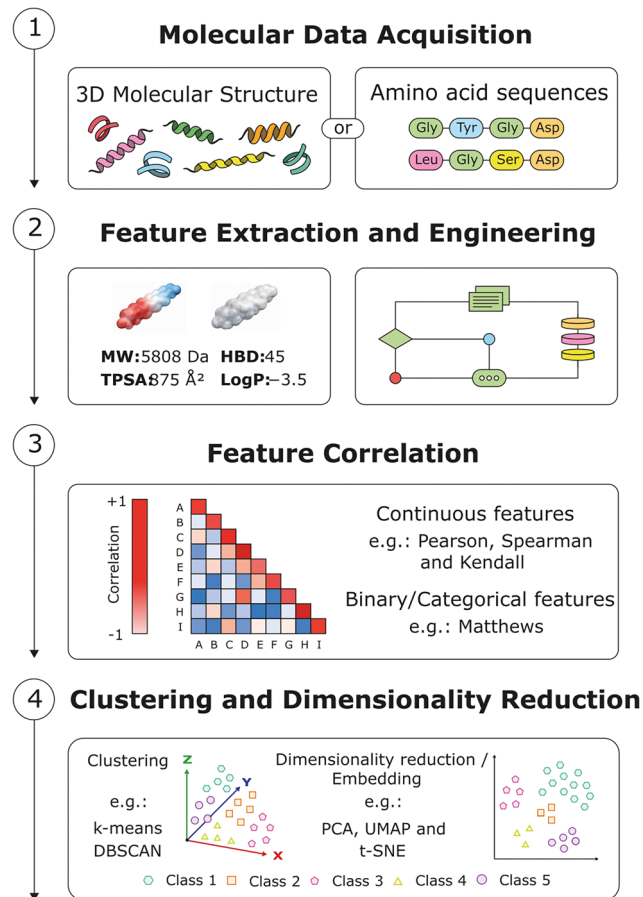 1
Molecular Data Acquisition
3D Molecular Structure
or
Amino acid sequences
Gly Tyr Gly Asp
Leu Gly Ser Asp
2
Feature Extraction and Engineering
MW:5808 Da HBD:45
TPSA:875 Å² LogP:−3.5
3
Feature Correlation
+1
Correlation
-1
A
B
C
D
E
F
G
H
I
A B C D E F G H I
Continuous features
e.g.: Pearson, Spearman
and Kendall
Binary/Categorical features
e.g.: Matthews
4
Clustering and Dimensionality Reduction
Clustering
e.g.:
k-means
DBSCAN
Z
Y
X
Dimensionality reduction /
Embedding
e.g.:
PCA, UMAP and
t-SNE
Class 1 Class 2 Class 3 Class 4 Class 5